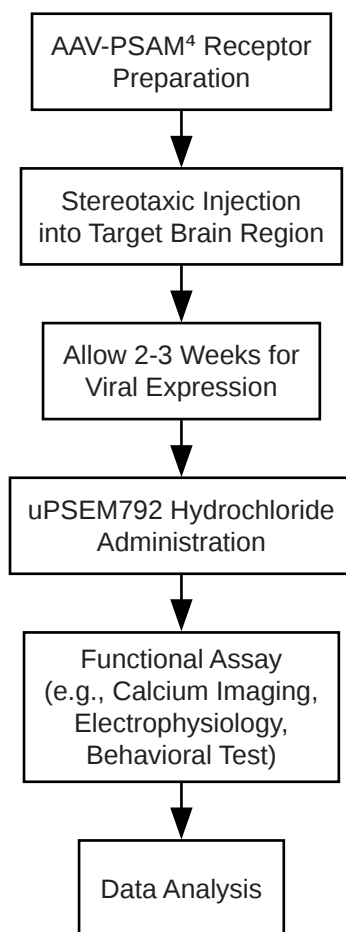 AAV-PSAM⁴ Receptor
Preparation
Stereotaxic Injection
into Target Brain Region
Allow 2-3 Weeks for
Viral Expression
uPSEM792 Hydrochloride
Administration
Functional Assay
(e.g., Calcium Imaging,
Electrophysiology,
Behavioral Test)
Data Analysis